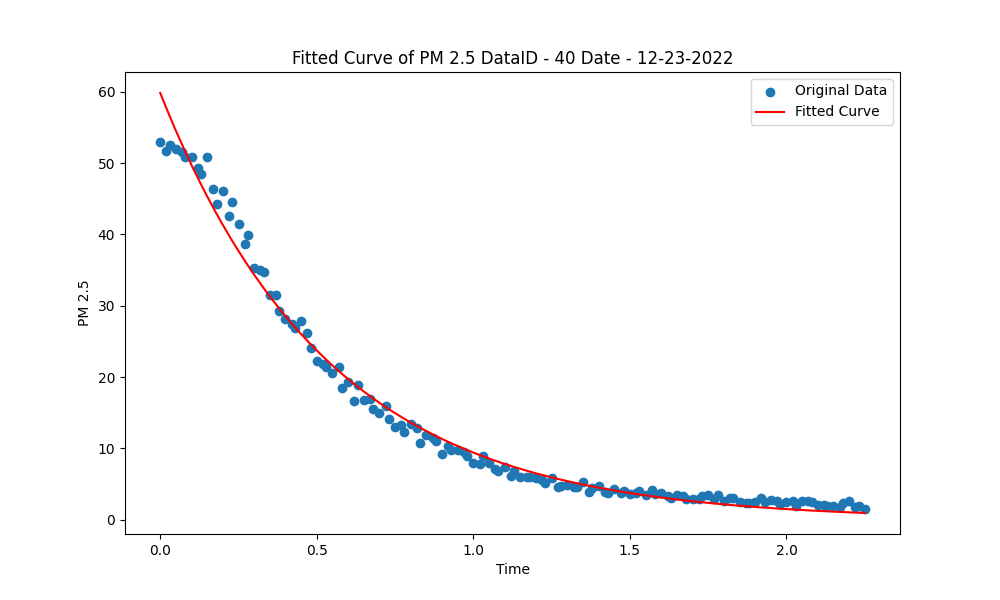 Fitted Curve of PM 2.5 DataID - 40 Date - 12-23-2022
Original Data
Fitted Curve
60
50
40
30
20
10
0
PM 2.5
0.0 0.5 1.0 1.5 2.0
Time